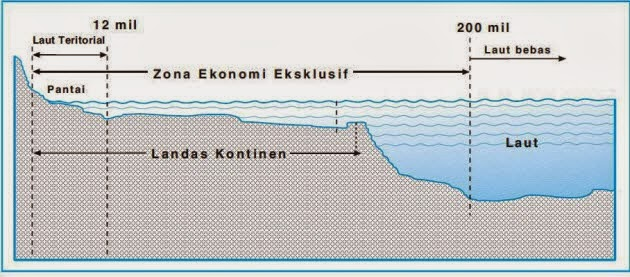 12 mil
200 mil
Laut Teritorial
Laut bebas
Zona Ekonomi Eksklusif
Pantai
Laut
Landas Kontinen